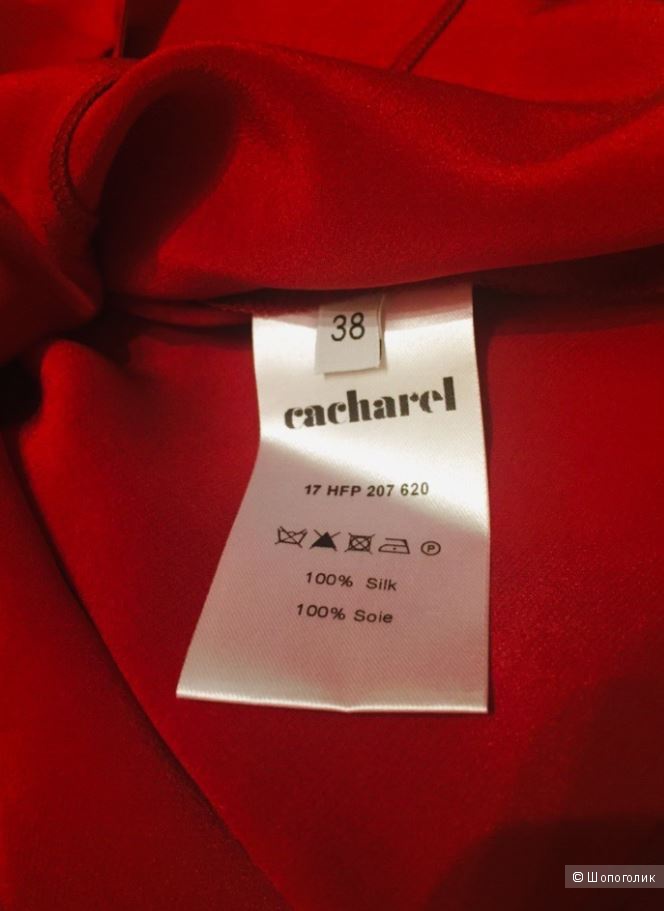 38
cacharel
17 HFP 207 620
P
100% Silk
100% Soie
© Шопоголик